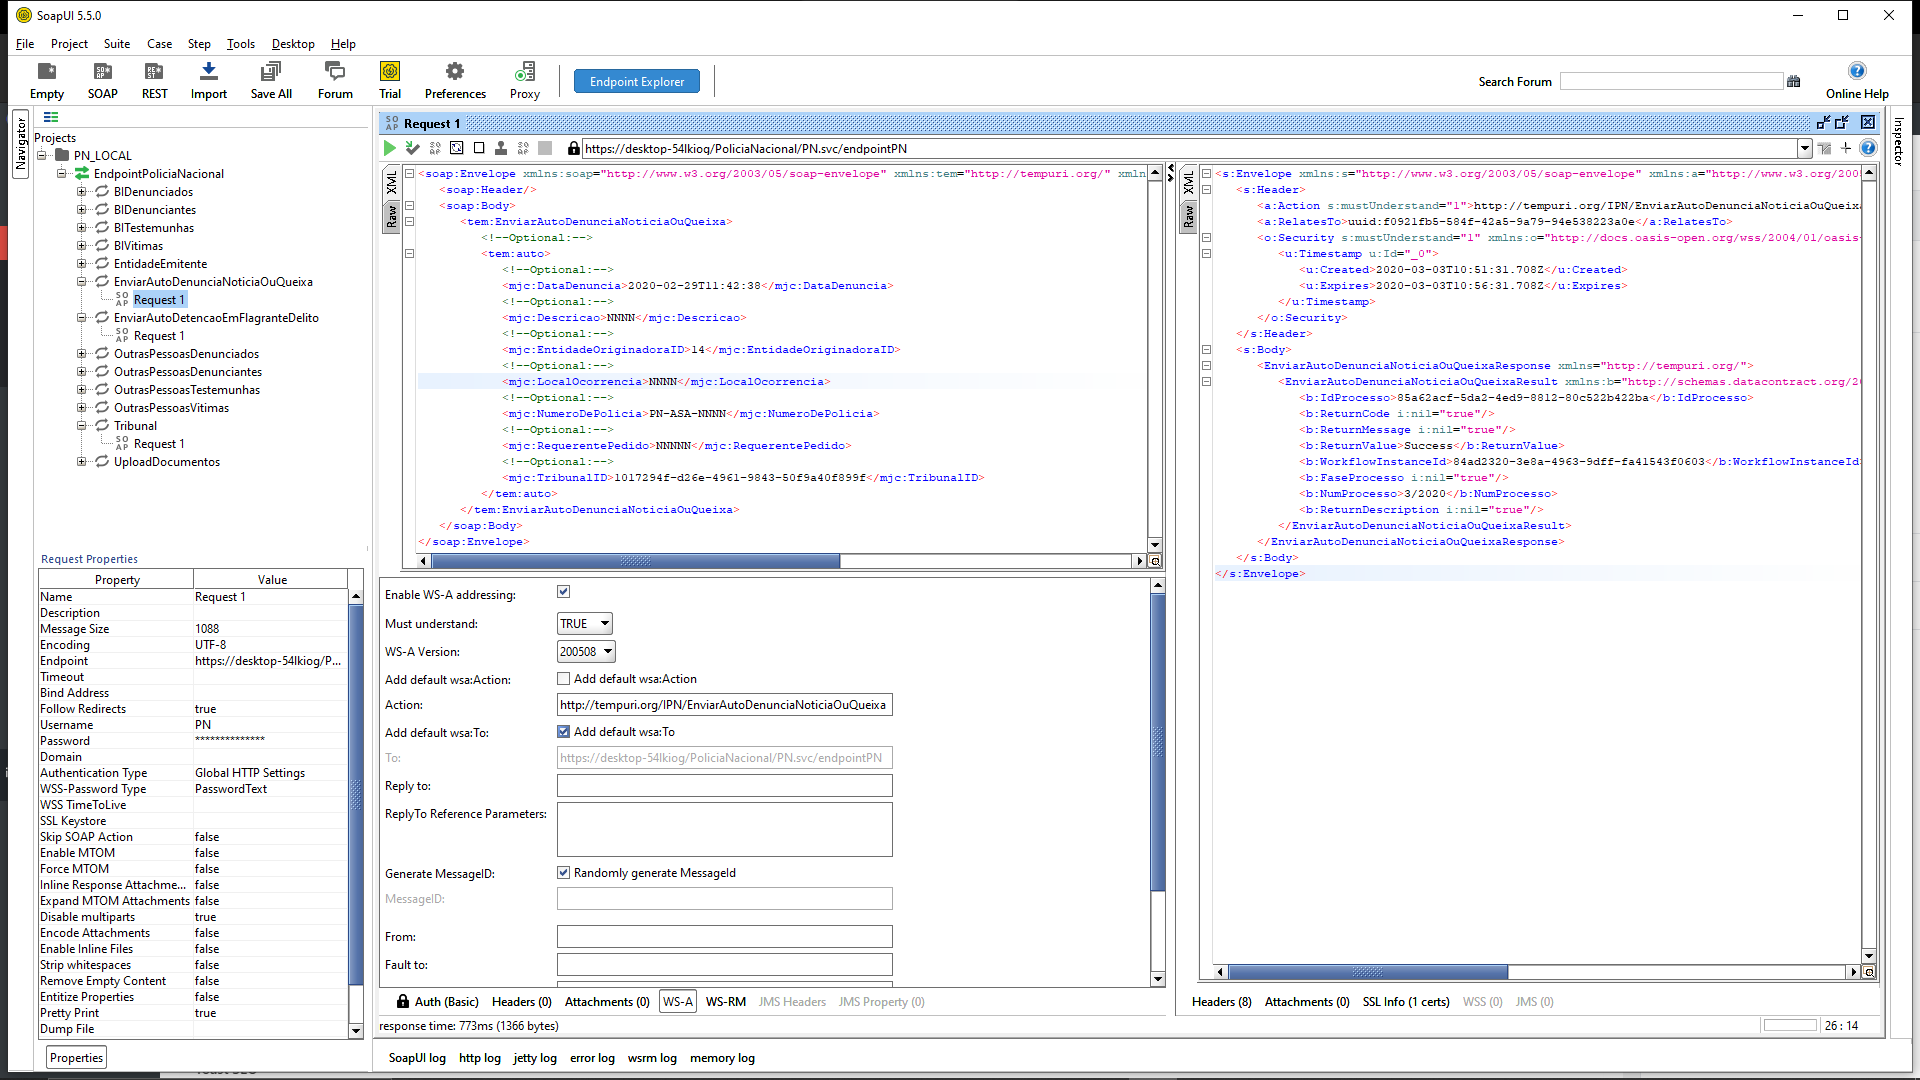 SoapUI 5.5.0
File Project Suite Case Step Tools Desktop Help
Empty SOAP REST Import Save All Forum Trial Preferences Proxy
Endpoint Explorer
Search Forum
Online Help
Navigator
Projects
PN_LOCAL
EndpointPoliciaNacional
BIDenunciados
BIDenunciantes
BITestemunhas
BIVitimas
EntidadeEmitente
EnviarAutoDenunciaNoticiaOuQueixa
Request 1
EnviarAutoDetencaoEmFlagranteDelito
Request 1
OutrasPessoasDenunciados
OutrasPessoasDenunciantes
OutrasPessoasTestemunhas
OutrasPessoasVitimas
Tribunal
Request 1
UploadDocumentos
Request Properties
Property Value
Name Request 1
Description
Message Size 1088
Encoding UTF-8
Endpoint https://desktop-54lkiog/P...
Timeout
Bind Address
Follow Redirects true
Username PN
Password **************
Domain
Authentication Type Global HTTP Settings
WSS-Password Type PasswordText
WSS TimeToLive
SSL Keystore
Skip SOAP Action false
Enable MTOM false
Force MTOM false
Inline Response Attachme... false
Expand MTOM Attachments false
Disable multiparts true
Encode Attachments false
Enable Inline Files false
Strip whitespaces false
Remove Empty Content false
Entitize Properties false
Pretty Print true
Dump File
Properties
Request 1
https://desktop-54lkiog/PoliciaNacional/PN.svc/endpointPN
XML
Raw
<soap:Envelope xmlns:soap="http://www.w3.org/2003/05/soap-envelope" xmlns:tem="http://tempuri.org/" xmln
<soap:Header/>
<soap:Body>
<tem:EnviarAutoDenunciaNoticiaOuQueixa>
<!--Optional:-->
<tem:auto>
<!--Optional:-->
<mjc:DataDenuncia>2020-02-29T11:42:38</mjc:DataDenuncia>
<!--Optional:-->
<mjc:Descricao>NNNN</mjc:Descricao>
<!--Optional:-->
<mjc:EntidadeOriginadoraID>14</mjc:EntidadeOriginadoraID>
<!--Optional:-->
<mjc:LocalOcorrencia>NNNN</mjc:LocalOcorrencia>
<!--Optional:-->
<mjc:NumeroDePolicia>PN-ASA-NNNN</mjc:NumeroDePolicia>
<!--Optional:-->
<mjc:RequerentePedido>NNNNN</mjc:RequerentePedido>
<!--Optional:-->
<mjc:TribunalID>1017294f-d26e-4961-9843-50f9a40f899f</mjc:TribunalID>
</tem:auto>
</tem:EnviarAutoDenunciaNoticiaOuQueixa>
</soap:Body>
</soap:Envelope>
Enable WS-A addressing:
Must understand: TRUE
WS-A Version: 200508
Add default wsa:Action: Add default wsa:Action
Action: http://tempuri.org/IPN/EnviarAutoDenunciaNoticiaOuQueixa
Add default wsa:To: Add default wsa:To
To: https://desktop-54lkiog/PoliciaNacional/PN.svc/endpointPN
Reply to:
ReplyTo Reference Parameters:
Generate MessageID: Randomly generate MessageId
MessageID:
From:
Fault to:
Auth (Basic) Headers (0) Attachments (0) WS-A WS-RM JMS Headers JMS Property (0)
response time: 773ms (1366 bytes)
XML
Raw
<s:Envelope xmlns:s="http://www.w3.org/2003/05/soap-envelope" xmlns:a="http://www.w3.org/200
<s:Header>
<a:Action s:mustUnderstand="1">http://tempuri.org/IPN/EnviarAutoDenunciaNoticiaOuQueixa
<a:RelatesTo>uuid:f0921fb5-584f-42a5-9a79-94e538223a0e</a:RelatesTo>
<o:Security s:mustUnderstand="1" xmlns:o="http://docs.oasis-open.org/wss/2004/01/oasis-
<u:Timestamp u:Id="_0">
<u:Created>2020-03-03T10:51:31.708Z</u:Created>
<u:Expires>2020-03-03T10:56:31.708Z</u:Expires>
</u:Timestamp>
</o:Security>
</s:Header>
<s:Body>
<EnviarAutoDenunciaNoticiaOuQueixaResponse xmlns="http://tempuri.org/">
<EnviarAutoDenunciaNoticiaOuQueixaResult xmlns:b="http://schemas.datacontract.org/2
<b:IdProcesso>85a62acf-5da2-4ed9-8812-80c522b422ba</b:IdProcesso>
<b:ReturnCode i:nil="true"/>
<b:ReturnMessage i:nil="true"/>
<b:ReturnValue>Success</b:ReturnValue>
<b:WorkflowInstanceId>84ad2320-3e8a-4963-9dff-fa41543f0603</b:WorkflowInstanceId>
<b:FaseProcesso i:nil="true"/>
<b:NumProcesso>3/2020</b:NumProcesso>
<b:ReturnDescription i:nil="true"/>
</EnviarAutoDenunciaNoticiaOuQueixaResult>
</EnviarAutoDenunciaNoticiaOuQueixaResponse>
</s:Body>
</s:Envelope>
Headers (8) Attachments (0) SSL Info (1 certs) WSS (0) JMS (0)
26 : 14
Inspector
SoapUI log http log jetty log error log wsrm log memory log